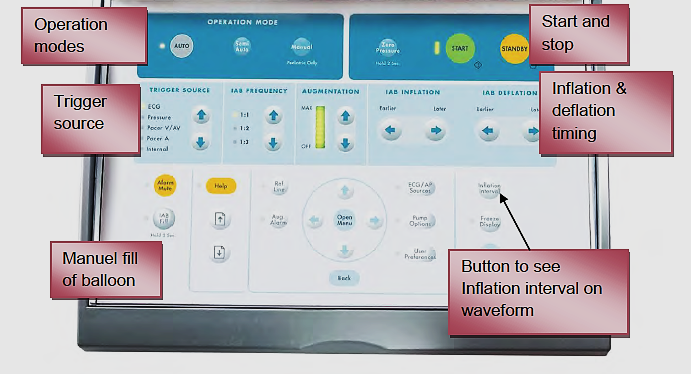 Operation
modes
OPERATION MODE
AUTO
Semi
Auto
Manual
Pediatric Only
Zero
Pressure
Hold 2 Sec
START
STANDBY
Start and
stop
Trigger
source
TRIGGER SOURCE
ECG
Pressure
Pacer V/AV
Pacer A
Internal
IAB FREQUENCY
1:1
1:2
1:3
AUGMENTATION
MAX
OFF
IAB INFLATION
Earlier
Later
IAB DEFLATION
Earlier
Inflation &
deflation
timing
Alarm
Mute
IAB
Fill
Hold 2 Sec
Help
Ref
Line
Aug
Alarm
Open
Menu
Back
ECG/AP
Sources
Pump
Options
User
Preferences
Inflation
Interval
Freeze
Display
Manuel fill
of balloon
Button to see
Inflation interval on
waveform